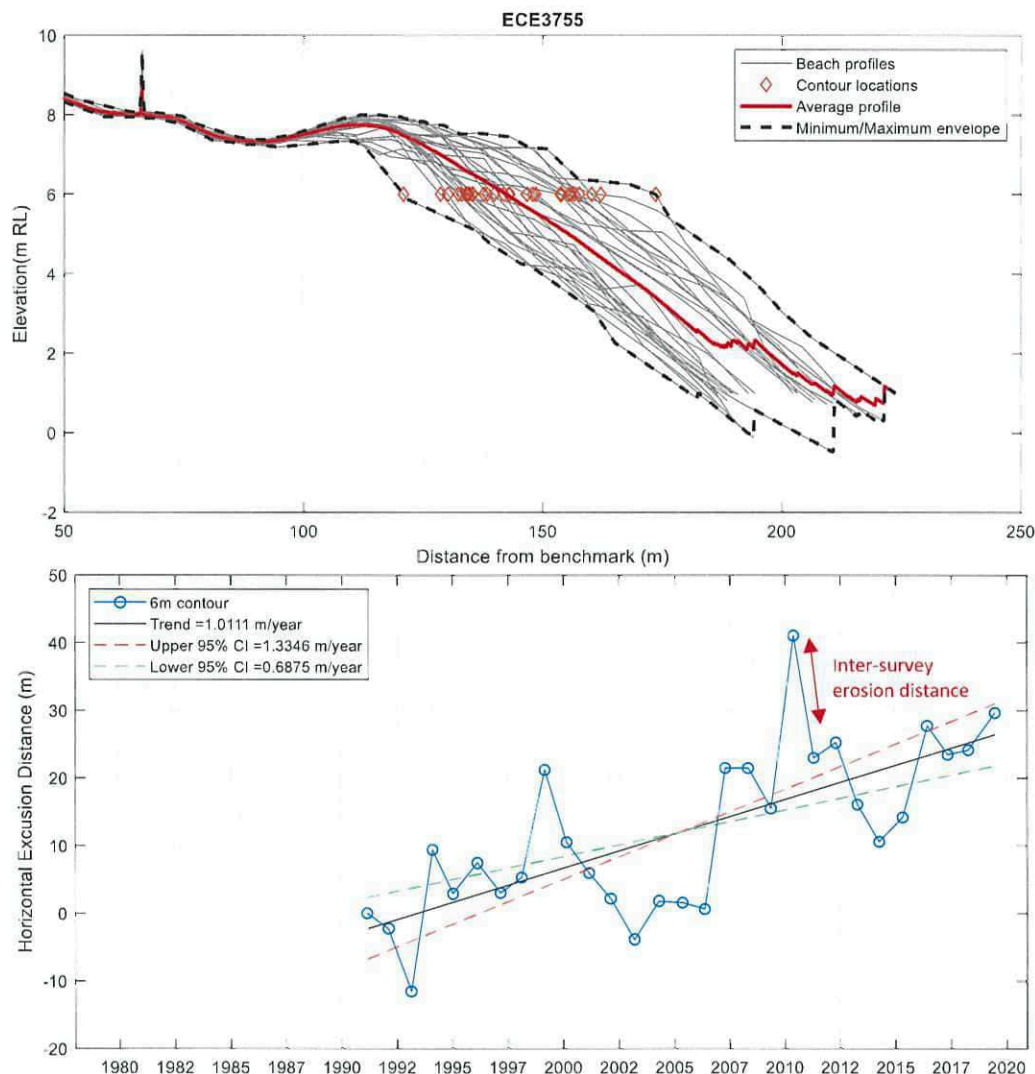 ECE3755
10
8
6
4
2
0
-2
Elevation(m RL)
Beach profiles
Contour locations
Average profile
Minimum/Maximum envelope
50 100 150 200 250
Distance from benchmark (m)
50
40
30
20
10
0
-10
-20
Horizontal Excusion Distance (m)
6m contour
Trend =1.0111 m/year
Upper 95% CI =1.3346 m/year
Lower 95% CI =0.6875 m/year
Inter-survey
erosion distance
1980 1982 1985 1987 1990 1992 1995 1997 2000 2002 2005 2007 2010 2012 2015 2017 2020